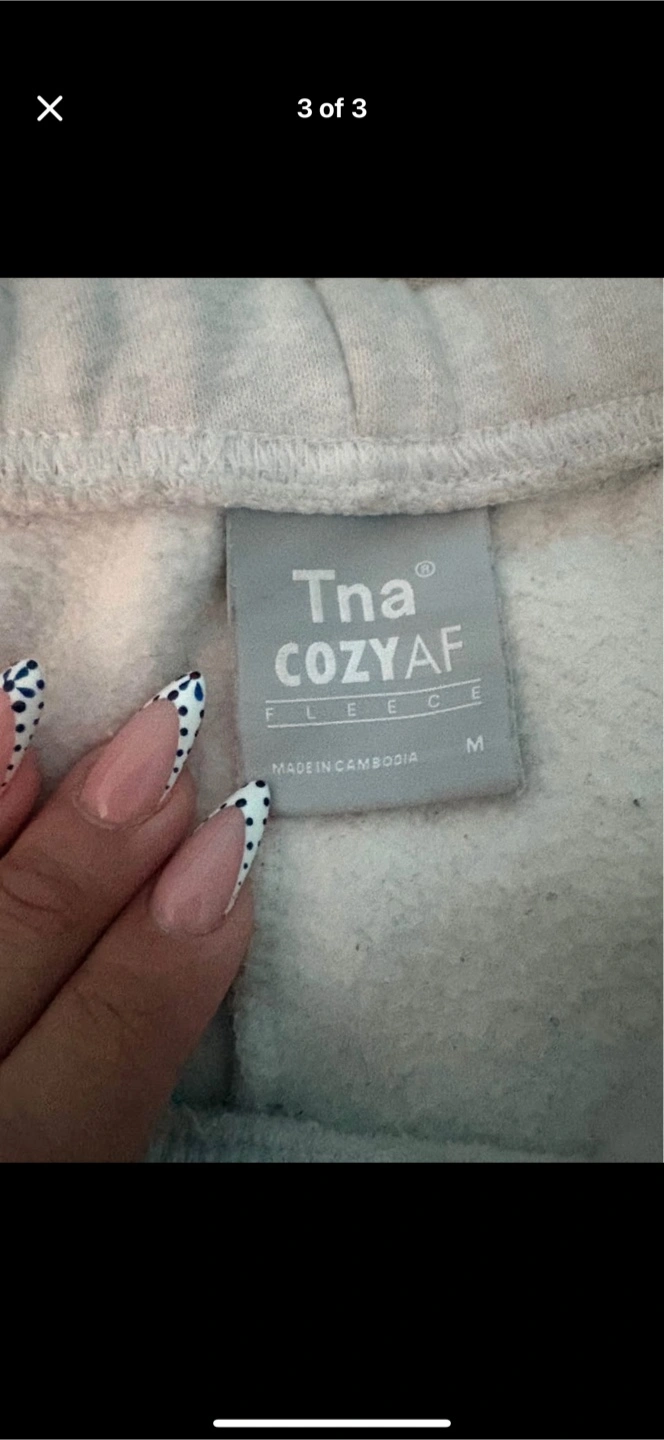 3 of 3
Tna®
COZYAF
FLEECE
M
MADE IN CAMBODIA